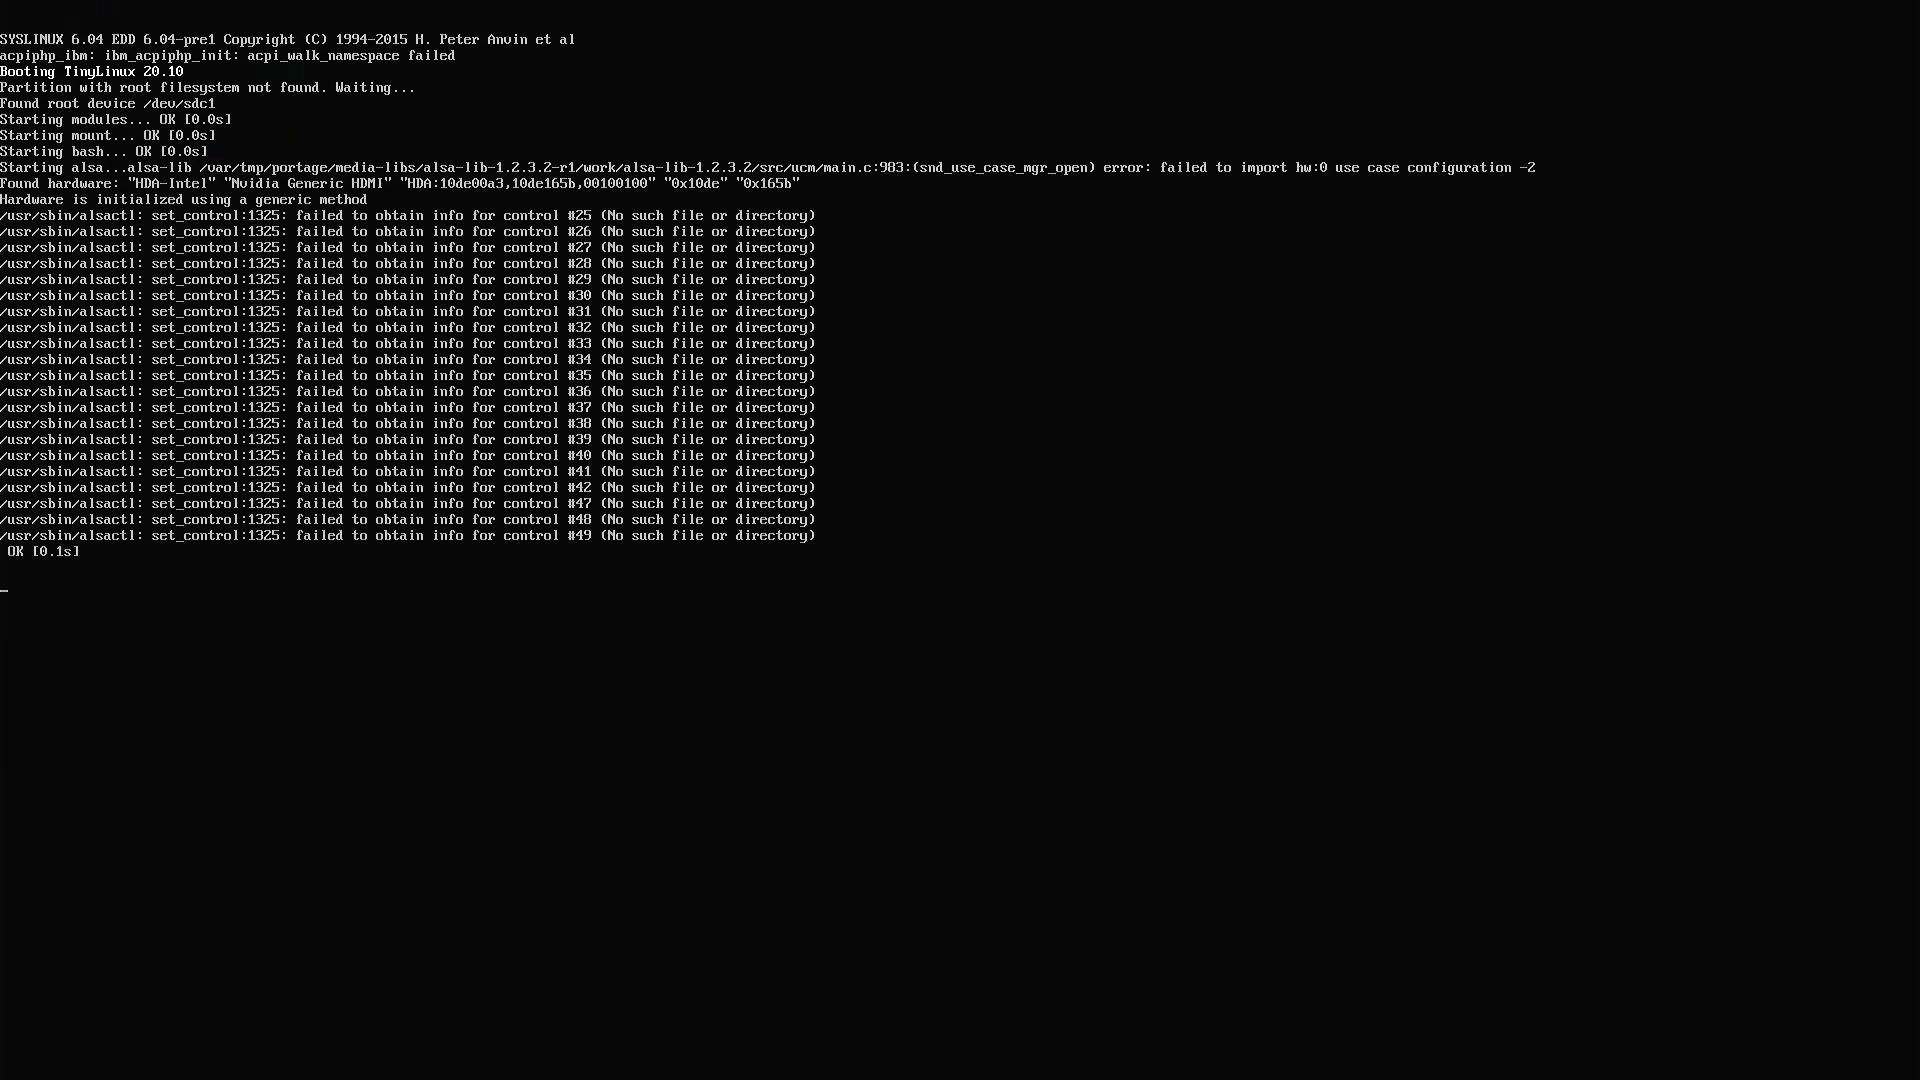 SYSLINUX 6.04 EDD 6.04-pre1 Copyright (C) 1994-2015 H. Peter Anvin et al
acpiphp_ibm: ibm_acpiphp_init: acpi_walk_namespace failed
Booting TinyLinux 20.10
Partition with root filesystem not found. Waiting...
Found root device /dev/sdc1
Starting modules... OK [0.0s]
Starting mount... OK [0.0s]
Starting bash... OK [0.0s]
Starting alsa...alsa-lib /var/tmp/portage/media-libs/alsa-lib-1.2.3.2-r1/work/alsa-lib-1.2.3.2/src/ucm/main.c:983:(snd_use_case_mgr_open) error: failed to import hw:0 use case configuration -2
Found hardware: "HDA-Intel" "Nvidia Generic HDMI" "HDA:10de00a3,10de165b,00100100" "0x10de" "0x165b"
Hardware is initialized using a generic method
/usr/sbin/alsactl: set_control:1325: failed to obtain info for control #25 (No such file or directory)
/usr/sbin/alsactl: set_control:1325: failed to obtain info for control #26 (No such file or directory)
/usr/sbin/alsactl: set_control:1325: failed to obtain info for control #27 (No such file or directory)
/usr/sbin/alsactl: set_control:1325: failed to obtain info for control #28 (No such file or directory)
/usr/sbin/alsactl: set_control:1325: failed to obtain info for control #29 (No such file or directory)
/usr/sbin/alsactl: set_control:1325: failed to obtain info for control #30 (No such file or directory)
/usr/sbin/alsactl: set_control:1325: failed to obtain info for control #31 (No such file or directory)
/usr/sbin/alsactl: set_control:1325: failed to obtain info for control #32 (No such file or directory)
/usr/sbin/alsactl: set_control:1325: failed to obtain info for control #33 (No such file or directory)
/usr/sbin/alsactl: set_control:1325: failed to obtain info for control #34 (No such file or directory)
/usr/sbin/alsactl: set_control:1325: failed to obtain info for control #35 (No such file or directory)
/usr/sbin/alsactl: set_control:1325: failed to obtain info for control #36 (No such file or directory)
/usr/sbin/alsactl: set_control:1325: failed to obtain info for control #37 (No such file or directory)
/usr/sbin/alsactl: set_control:1325: failed to obtain info for control #38 (No such file or directory)
/usr/sbin/alsactl: set_control:1325: failed to obtain info for control #39 (No such file or directory)
/usr/sbin/alsactl: set_control:1325: failed to obtain info for control #40 (No such file or directory)
/usr/sbin/alsactl: set_control:1325: failed to obtain info for control #41 (No such file or directory)
/usr/sbin/alsactl: set_control:1325: failed to obtain info for control #42 (No such file or directory)
/usr/sbin/alsactl: set_control:1325: failed to obtain info for control #47 (No such file or directory)
/usr/sbin/alsactl: set_control:1325: failed to obtain info for control #48 (No such file or directory)
/usr/sbin/alsactl: set_control:1325: failed to obtain info for control #49 (No such file or directory)
 OK [0.1s]